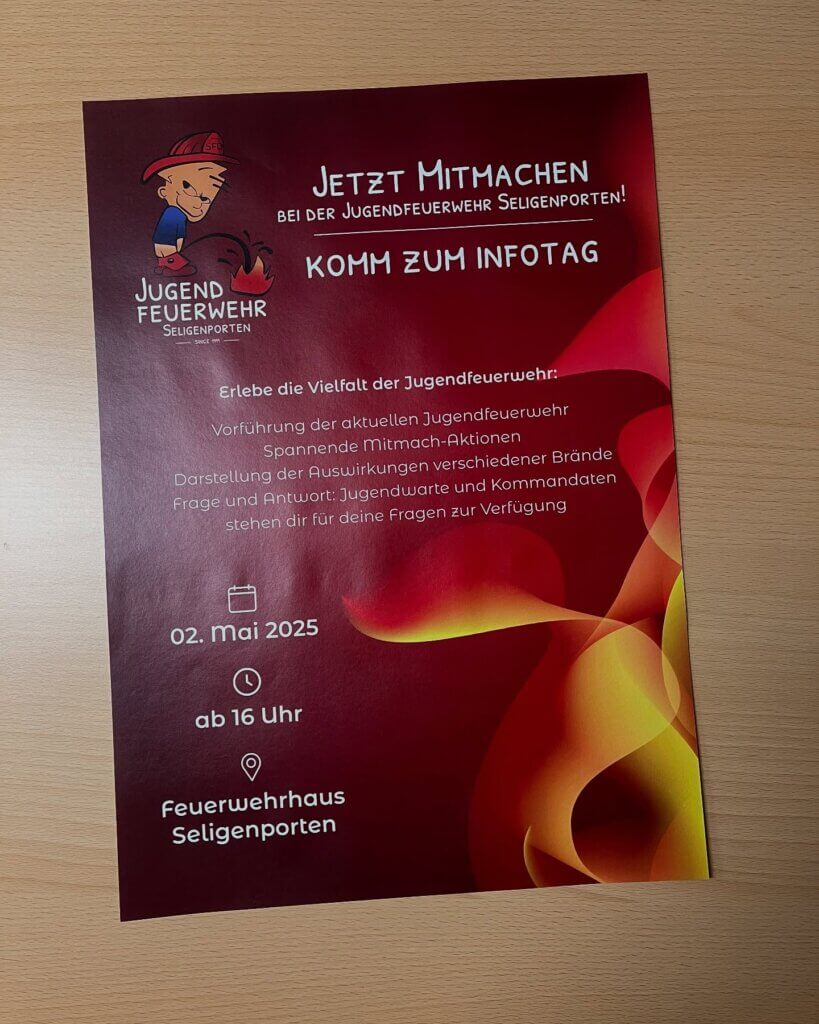 JUGEND
FEUERWEHR
SELIGENPORTEN
JETZT MITMACHEN
BEI DER JUGENDFEUERWEHR SELIGENPORTEN!
KOMM ZUM INFOTAG
Erlebe die Vielfalt der Jugendfeuerwehr:
Vorführung der aktuellen Jugendfeuerwehr
Spannende Mitmach-Aktionen
Darstellung der Auswirkungen verschiedener Brände
Frage und Antwort: Jugendwarte und Kommandaten
stehen dir für deine Fragen zur Verfügung
02. Mai 2025
ab 16 Uhr
Feuerwehrhaus
Seligenporten